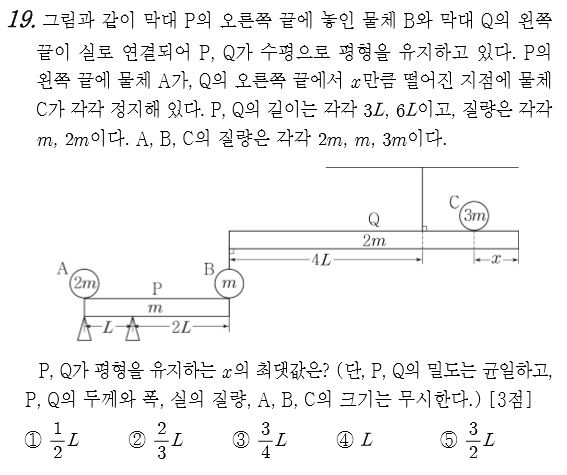 19. 그림과 같이 막대 P의 오른쪽 끝에 놓인 물체 B와 막대 Q의 왼쪽
끝이 실로 연결되어 P, Q가 수평으로 평형을 유지하고 있다. P의
왼쪽 끝에 물체 A가, Q의 오른쪽 끝에서 x만큼 떨어진 지점에 물체
C가 각각 정지해 있다. P, Q의 길이는 각각 3L, 6L이고, 질량은 각각
m, 2m이다. A, B, C의 질량은 각각 2m, m, 3m이다.
C
3m
Q
2m
4L
x
A
2m
P
B
m
m
L
2L
P, Q가 평형을 유지하는 x의 최댓값은? (단, P, Q의 밀도는 균일하고,
P, Q의 두께와 폭, 실의 질량, A, B, C의 크기는 무시한다.) [3점]
① 1/2 L ② 2/3 L ③ 3/4 L ④ L ⑤ 3/2 L